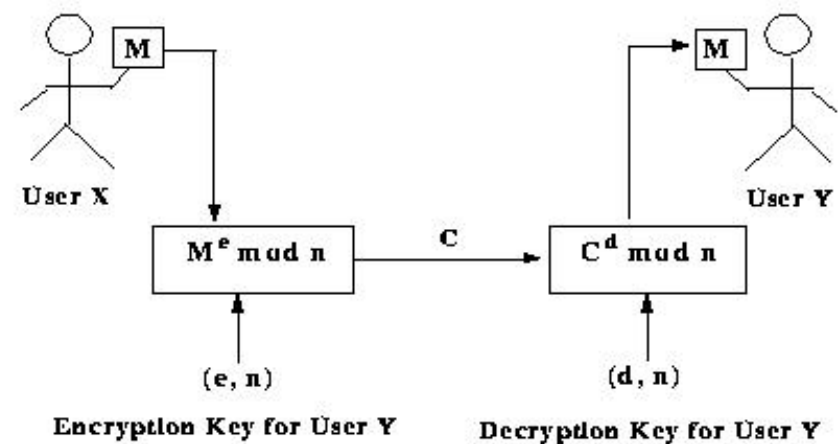 M
M
User X
User Y
M^e mod n
C
C^d mod n
(e, n)
(d, n)
Encryption Key for User Y
Decryption Key for User Y